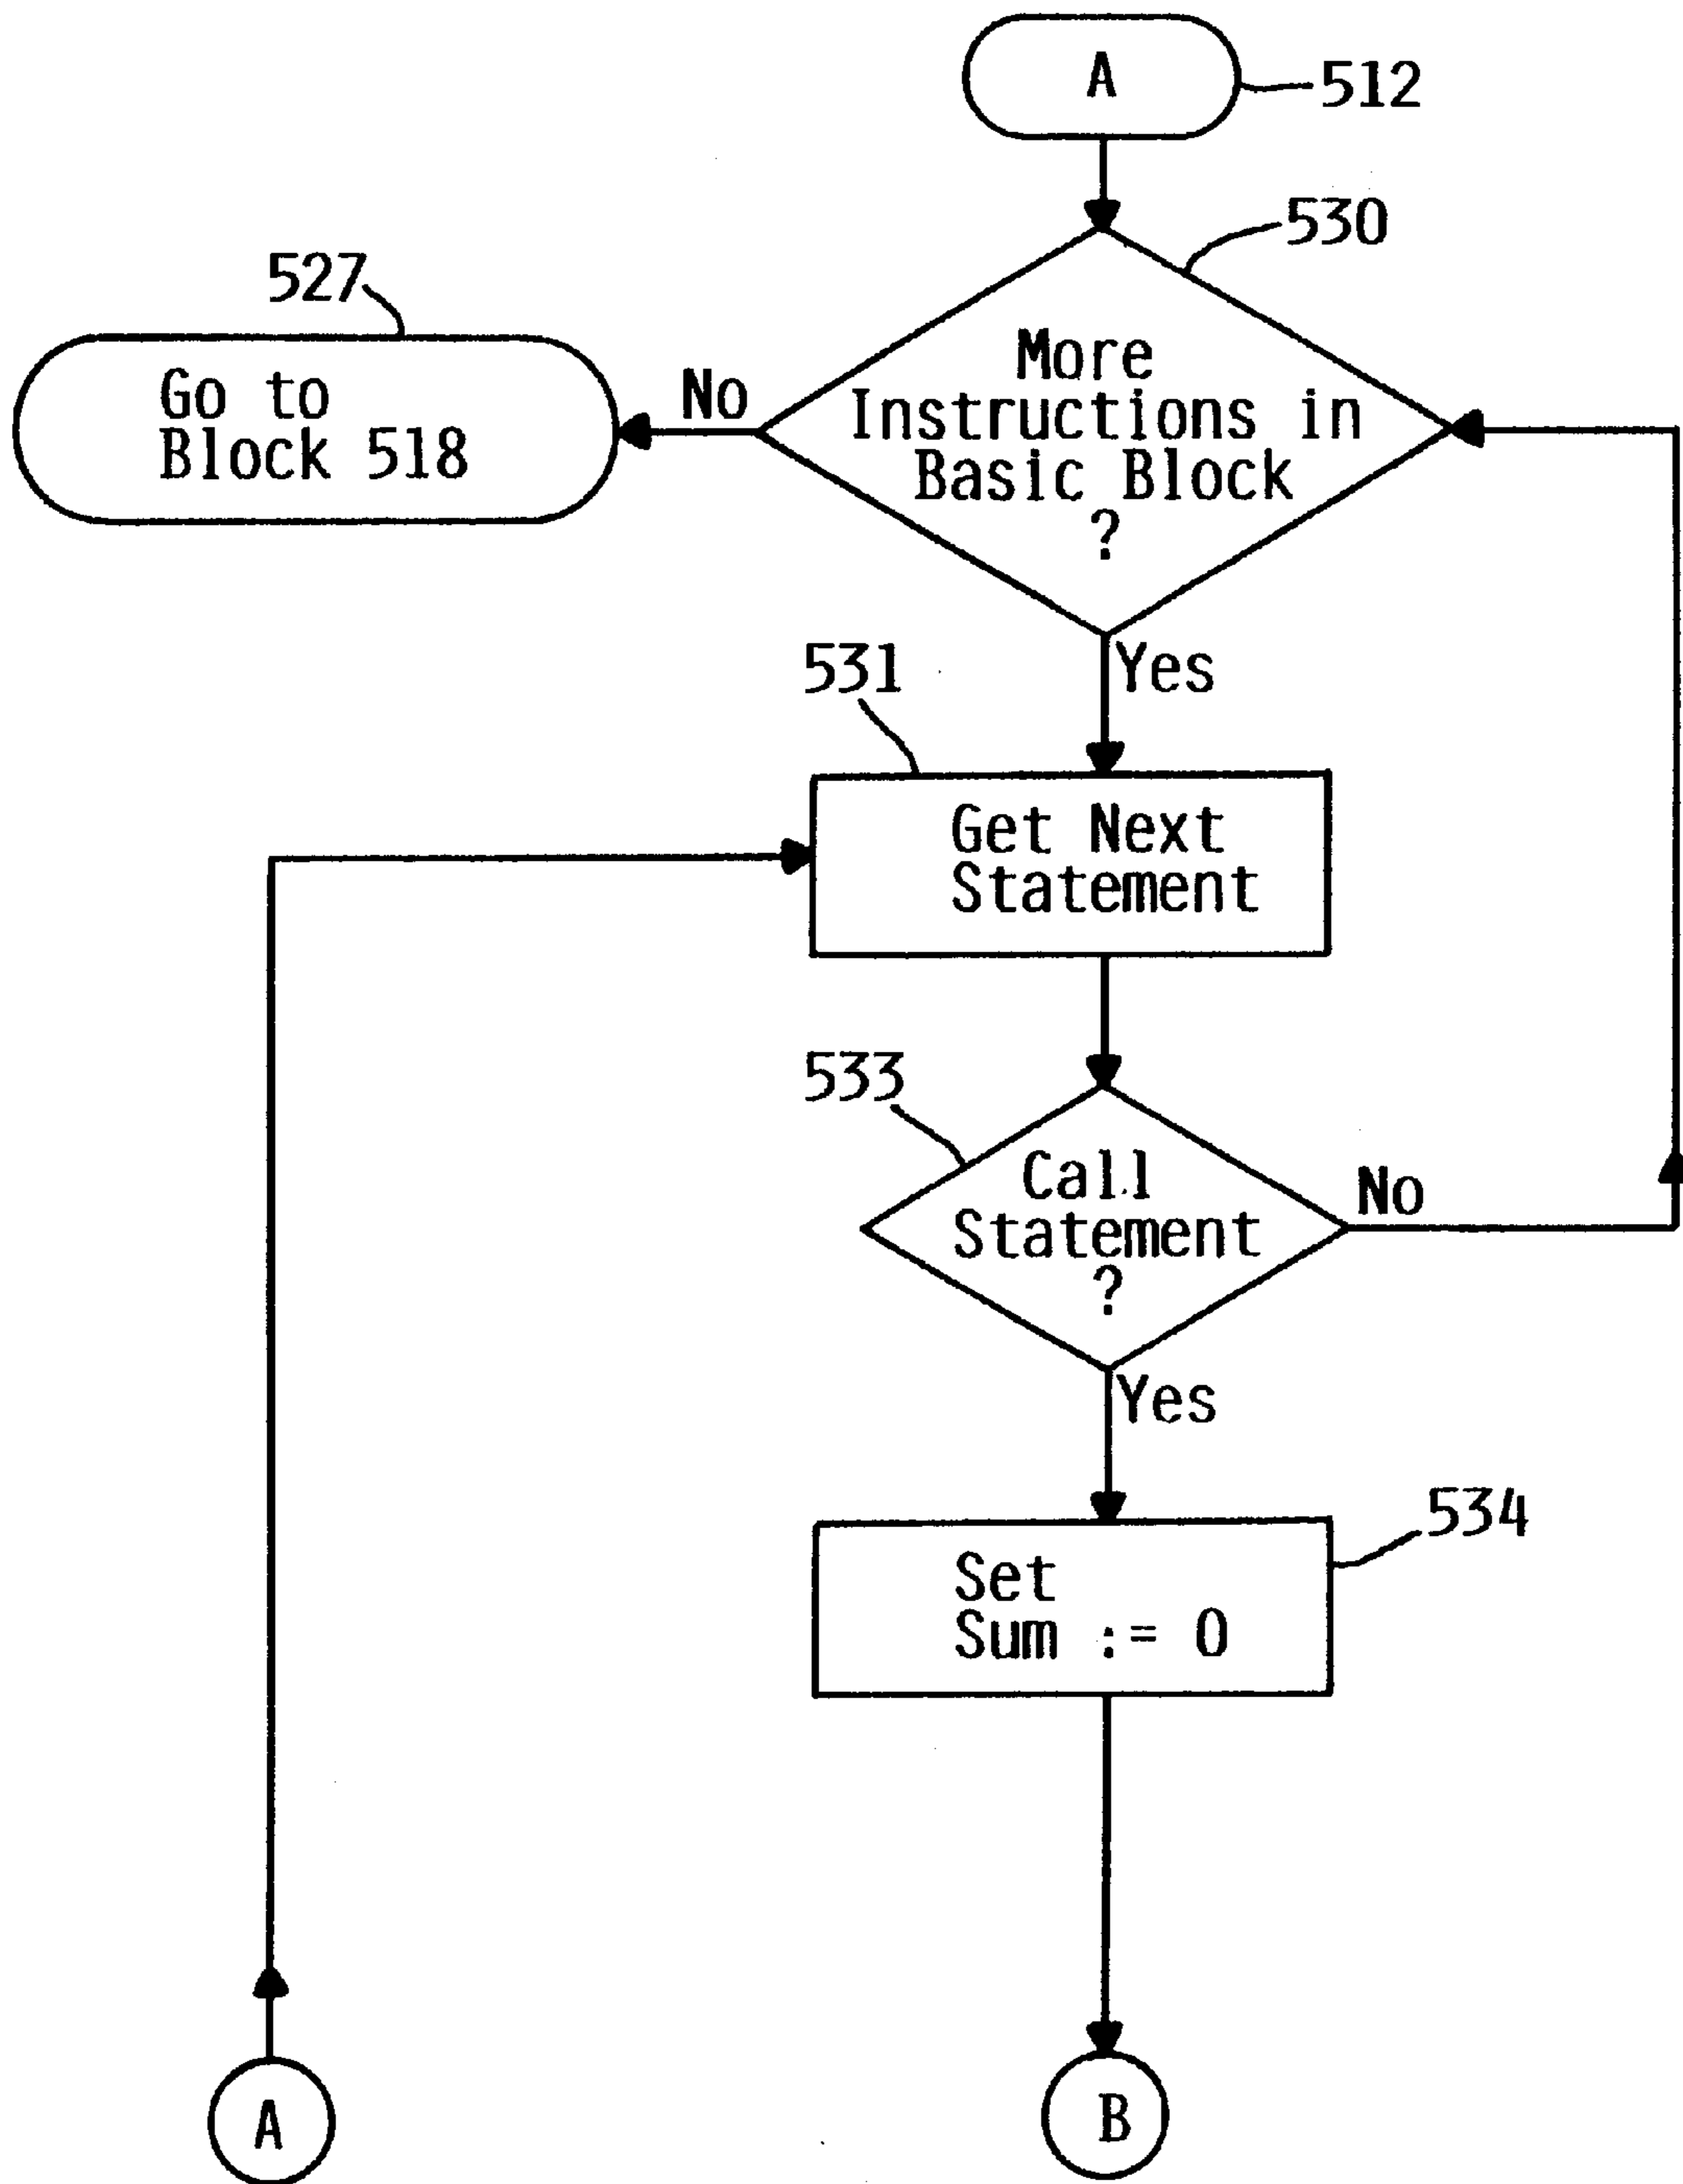 A
512
530
527
More
Instructions in
Basic Block
?
No
Go to
Block 518
Yes
531
Get Next
Statement
533
Call
Statement
?
No
Yes
534
Set
Sum := 0
A
B